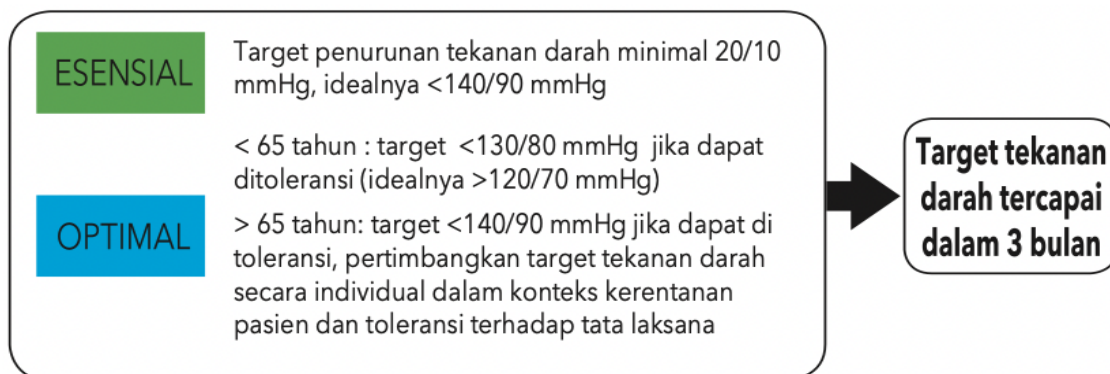 ESENSIAL
Target penurunan tekanan darah minimal 20/10
mmHg, idealnya <140/90 mmHg
OPTIMAL
< 65 tahun : target <130/80 mmHg jika dapat
ditoleransi (idealnya >120/70 mmHg)
> 65 tahun: target <140/90 mmHg jika dapat di
toleransi, pertimbangkan target tekanan darah
secara individual dalam konteks kerentanan
pasien dan toleransi terhadap tata laksana
Target tekanan
darah tercapai
dalam 3 bulan